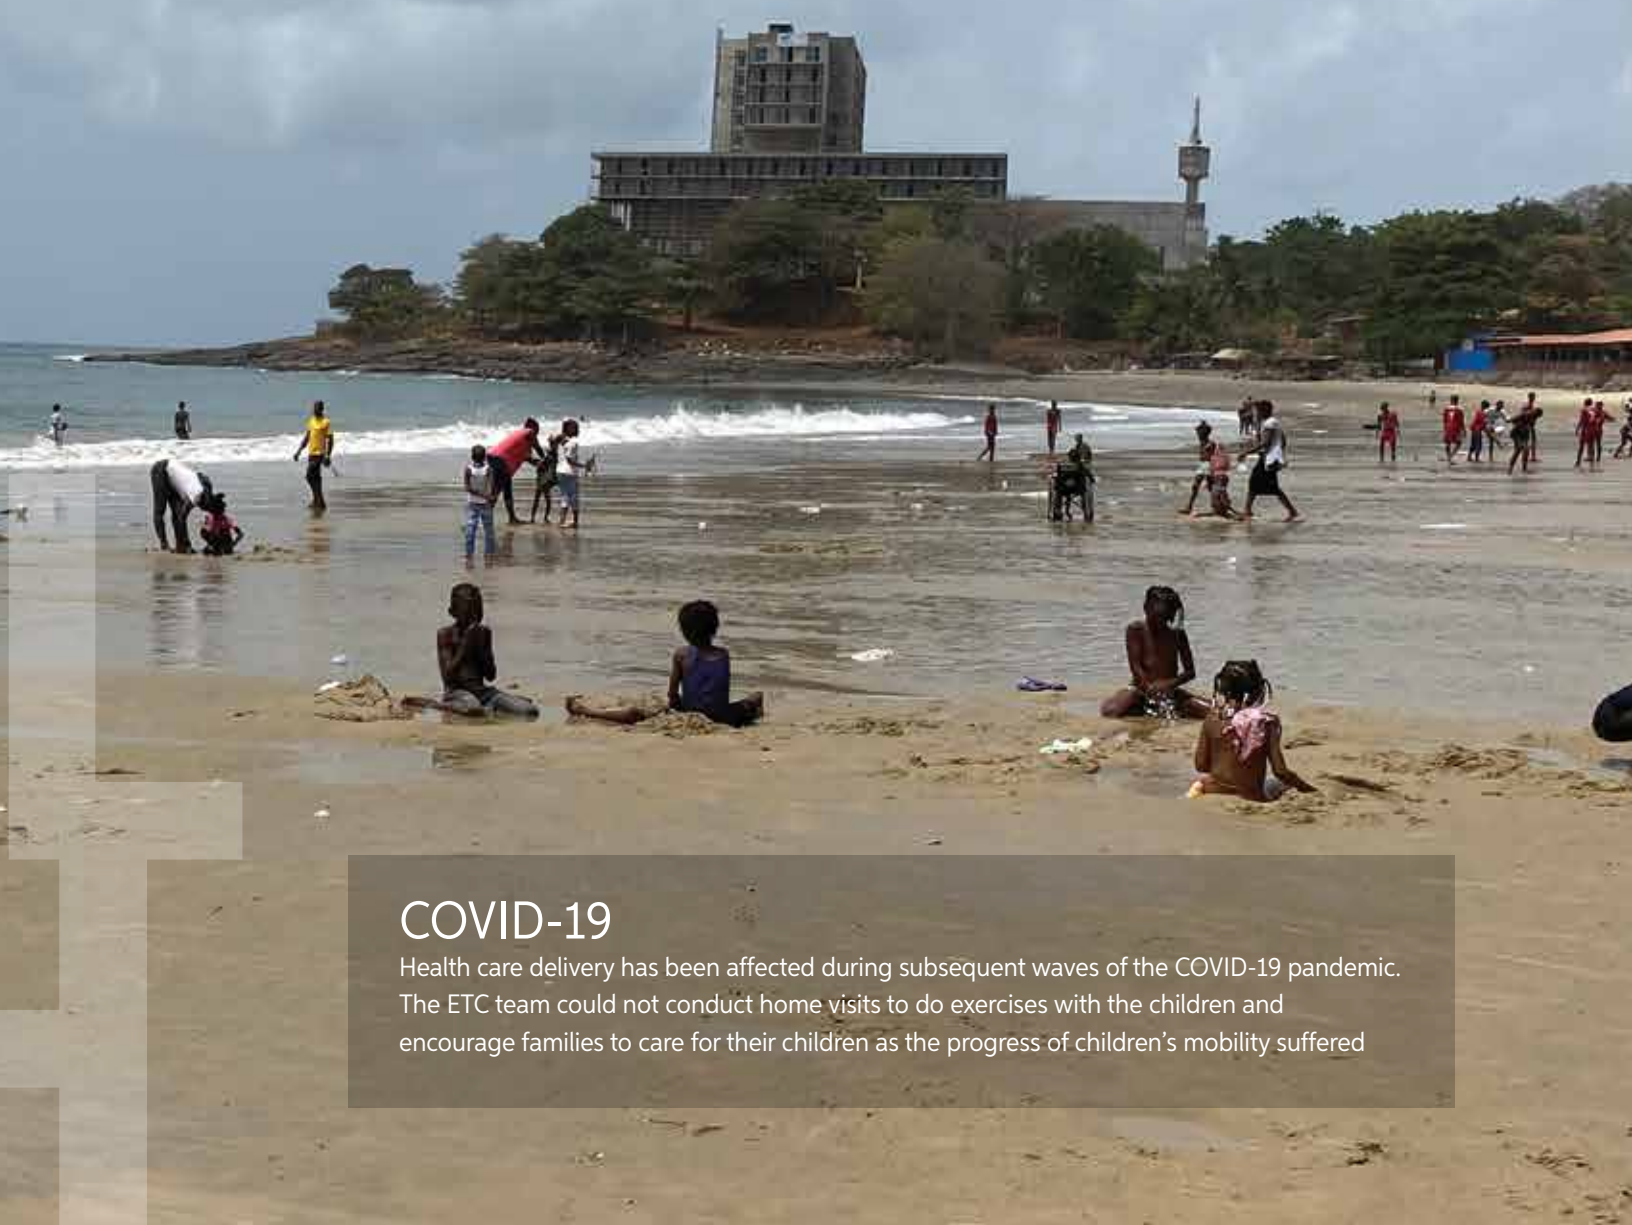 COVID-19
Health care delivery has been affected during subsequent waves of the COVID-19 pandemic.
The ETC team could not conduct home visits to do exercises with the children and
encourage families to care for their children as the progress of children’s mobility suffered